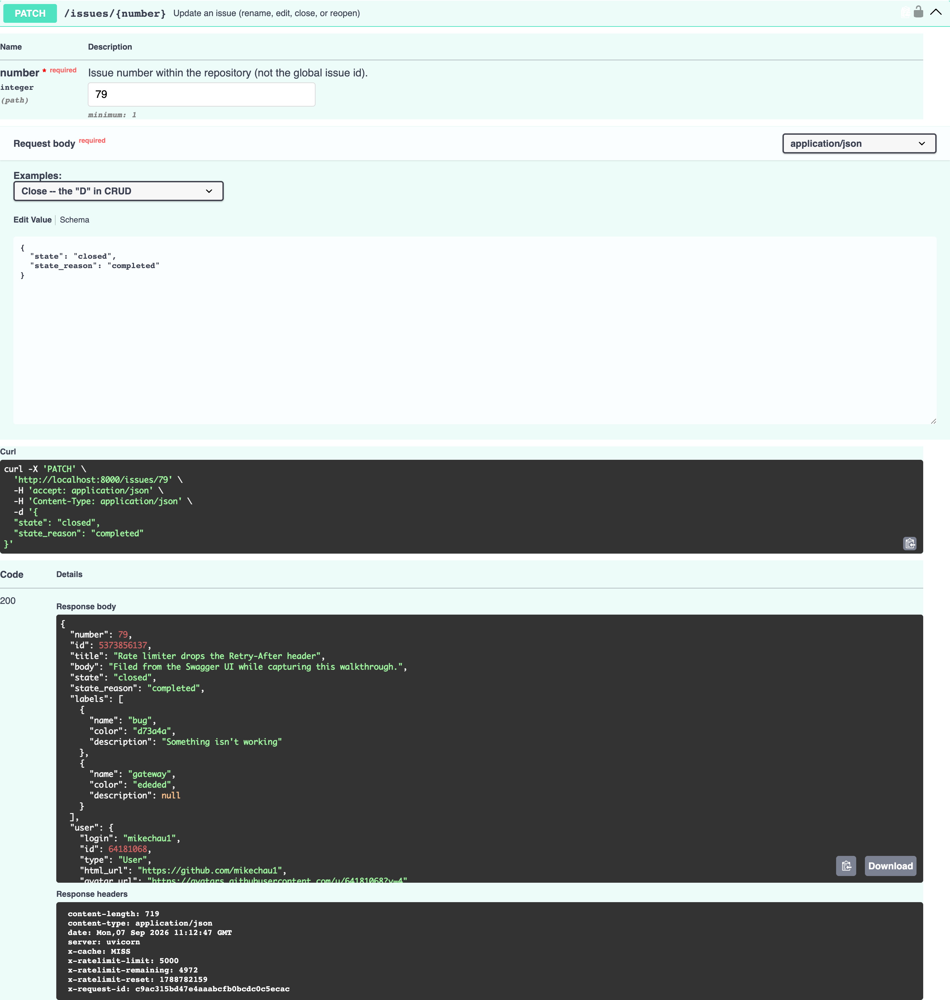 PATCH /issues/{number} Update an issue (rename, edit, close, or reopen)
Name Description
number * required Issue number within the repository (not the global issue id).
integer
(path)
79
minimum: 1
Request body required application/json
Examples:
Close -- the "D" in CRUD
Edit Value Schema
{
  "state": "closed",
  "state_reason": "completed"
}
Curl
curl -X 'PATCH' \
  'http://localhost:8000/issues/79' \
  -H 'accept: application/json' \
  -H 'Content-Type: application/json' \
  -d '{
  "state": "closed",
  "state_reason": "completed"
}'
Code Details
200
Response body
{
  "number": 79,
  "id": 5373856137,
  "title": "Rate limiter drops the Retry-After header",
  "body": "Filed from the Swagger UI while capturing this walkthrough.",
  "state": "closed",
  "state_reason": "completed",
  "labels": [
    {
      "name": "bug",
      "color": "d73a4a",
      "description": "Something isn't working"
    },
    {
      "name": "gateway",
      "color": "ededed",
      "description": null
    }
  ],
  "user": {
    "login": "mikechau1",
    "id": 64181068,
    "type": "User",
    "html_url": "https://github.com/mikechau1",
    "avatar_url": "https://avatars.githubusercontent.com/u/64181068?v=4"
Download
Response headers
content-length: 719
content-type: application/json
date: Mon,07 Sep 2026 11:12:47 GMT
server: uvicorn
x-cache: MISS
x-ratelimit-limit: 5000
x-ratelimit-remaining: 4972
x-ratelimit-reset: 1788782159
x-request-id: c9ac315bd47e4aaabcfb0bcdc0c5ecac